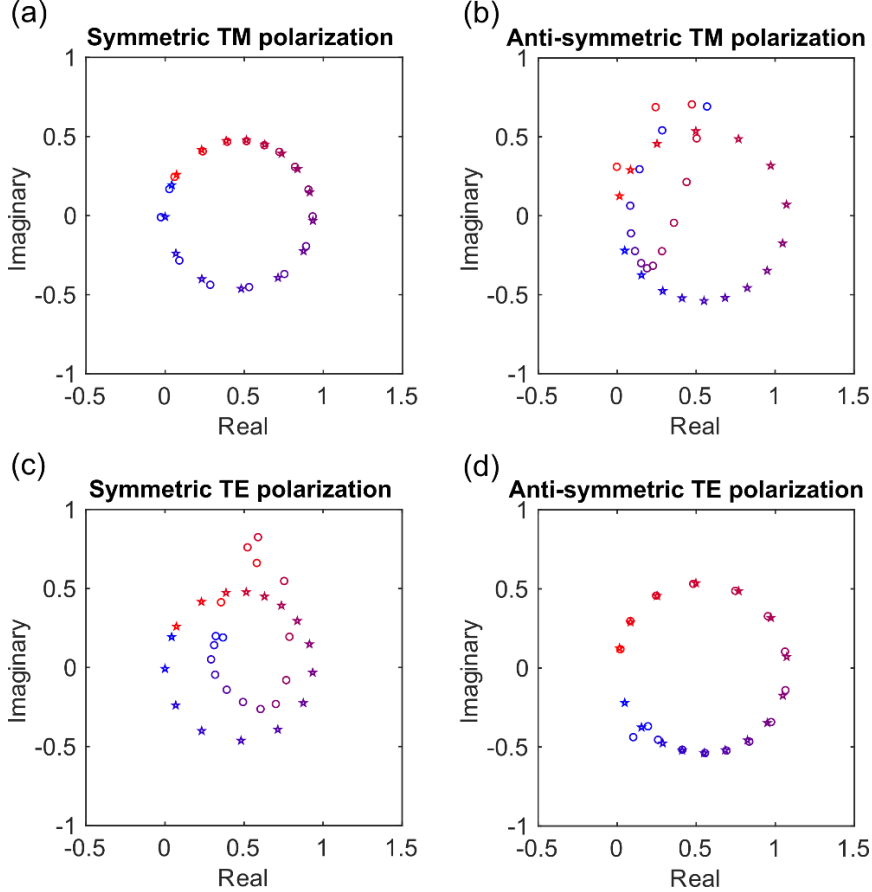 (a)
Symmetric TM polarization
1
0.5
0
-0.5
-1
Imaginary
-0.5 0 0.5 1 1.5
Real
(b)
Anti-symmetric TM polarization
1
0.5
0
-0.5
-1
Imaginary
-0.5 0 0.5 1 1.5
Real
(c)
Symmetric TE polarization
1
0.5
0
-0.5
-1
Imaginary
-0.5 0 0.5 1 1.5
Real
(d)
Anti-symmetric TE polarization
1
0.5
0
-0.5
-1
Imaginary
-0.5 0 0.5 1 1.5
Real